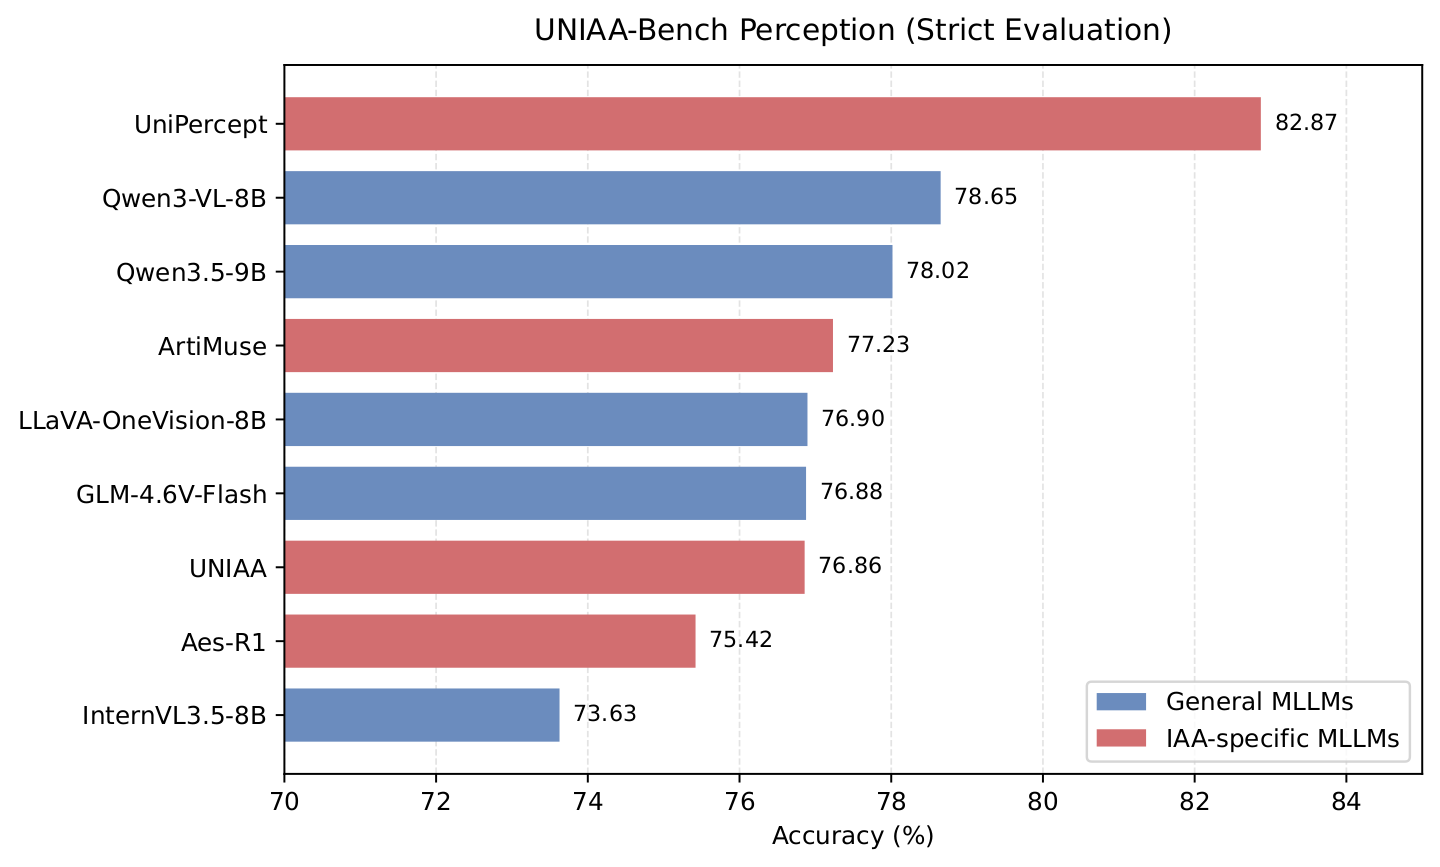 UNIAA-Bench Perception (Strict Evaluation)
UniPercept 82.87
Qwen3-VL-8B 78.65
Qwen3.5-9B 78.02
ArtiMuse 77.23
LLaVA-OneVision-8B 76.90
GLM-4.6V-Flash 76.88
UNIAA 76.86
Aes-R1 75.42
InternVL3.5-8B 73.63
General MLLMs
IAA-specific MLLMs
70 72 74 76 78 80 82 84
Accuracy (%)